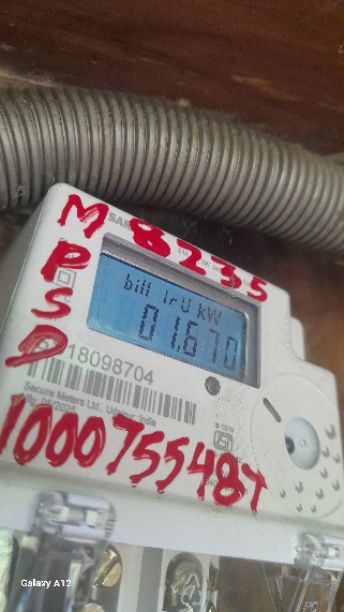 M 8235
P
S
D
bill IrU kW
01.670
18098704
Secure Meters Ltd., Udaipur, India
1000755487
Galaxy A12